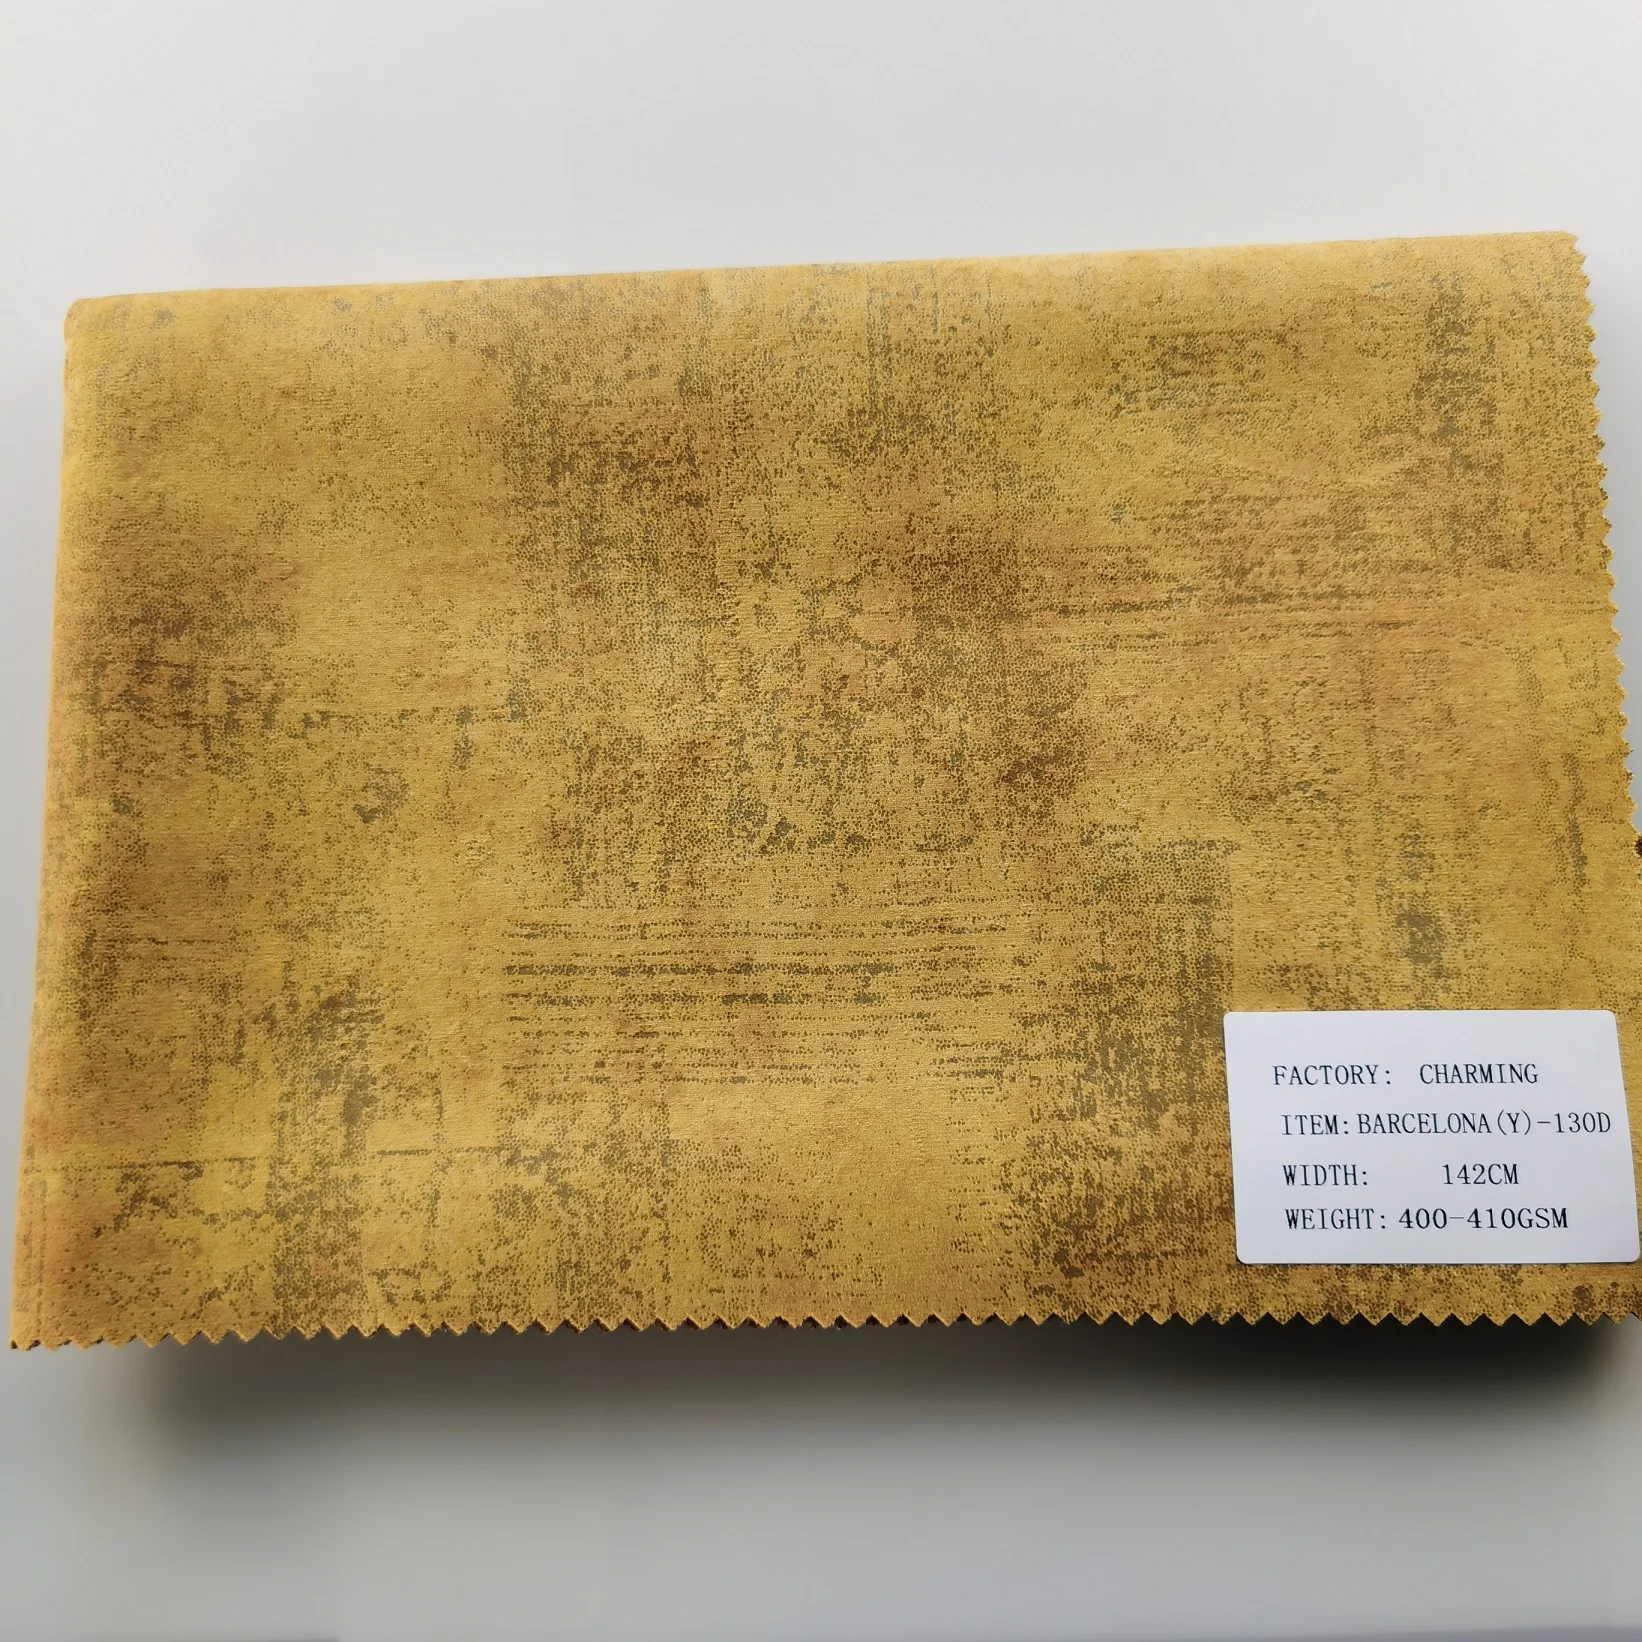 FACTORY: CHARMING
ITEM:BARCELONA(Y)-130D
WIDTH: 142CM
WEIGHT:400-410GSM